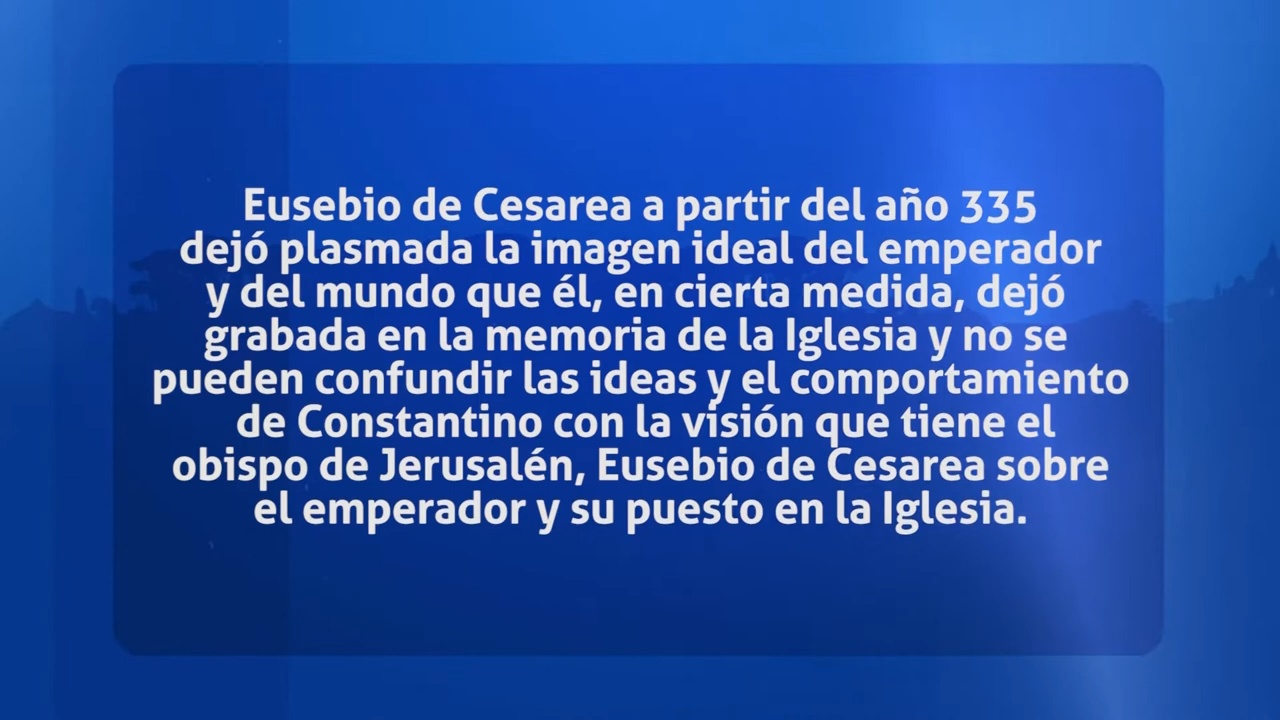 Eusebio de Cesarea a partir del año 335
dejó plasmada la imagen ideal del emperador
y del mundo que él, en cierta medida, dejó
grabada en la memoria de la Iglesia y no se
pueden confundir las ideas y el comportamiento
de Constantino con la visión que tiene el
obispo de Jerusalén, Eusebio de Cesarea sobre
el emperador y su puesto en la Iglesia.